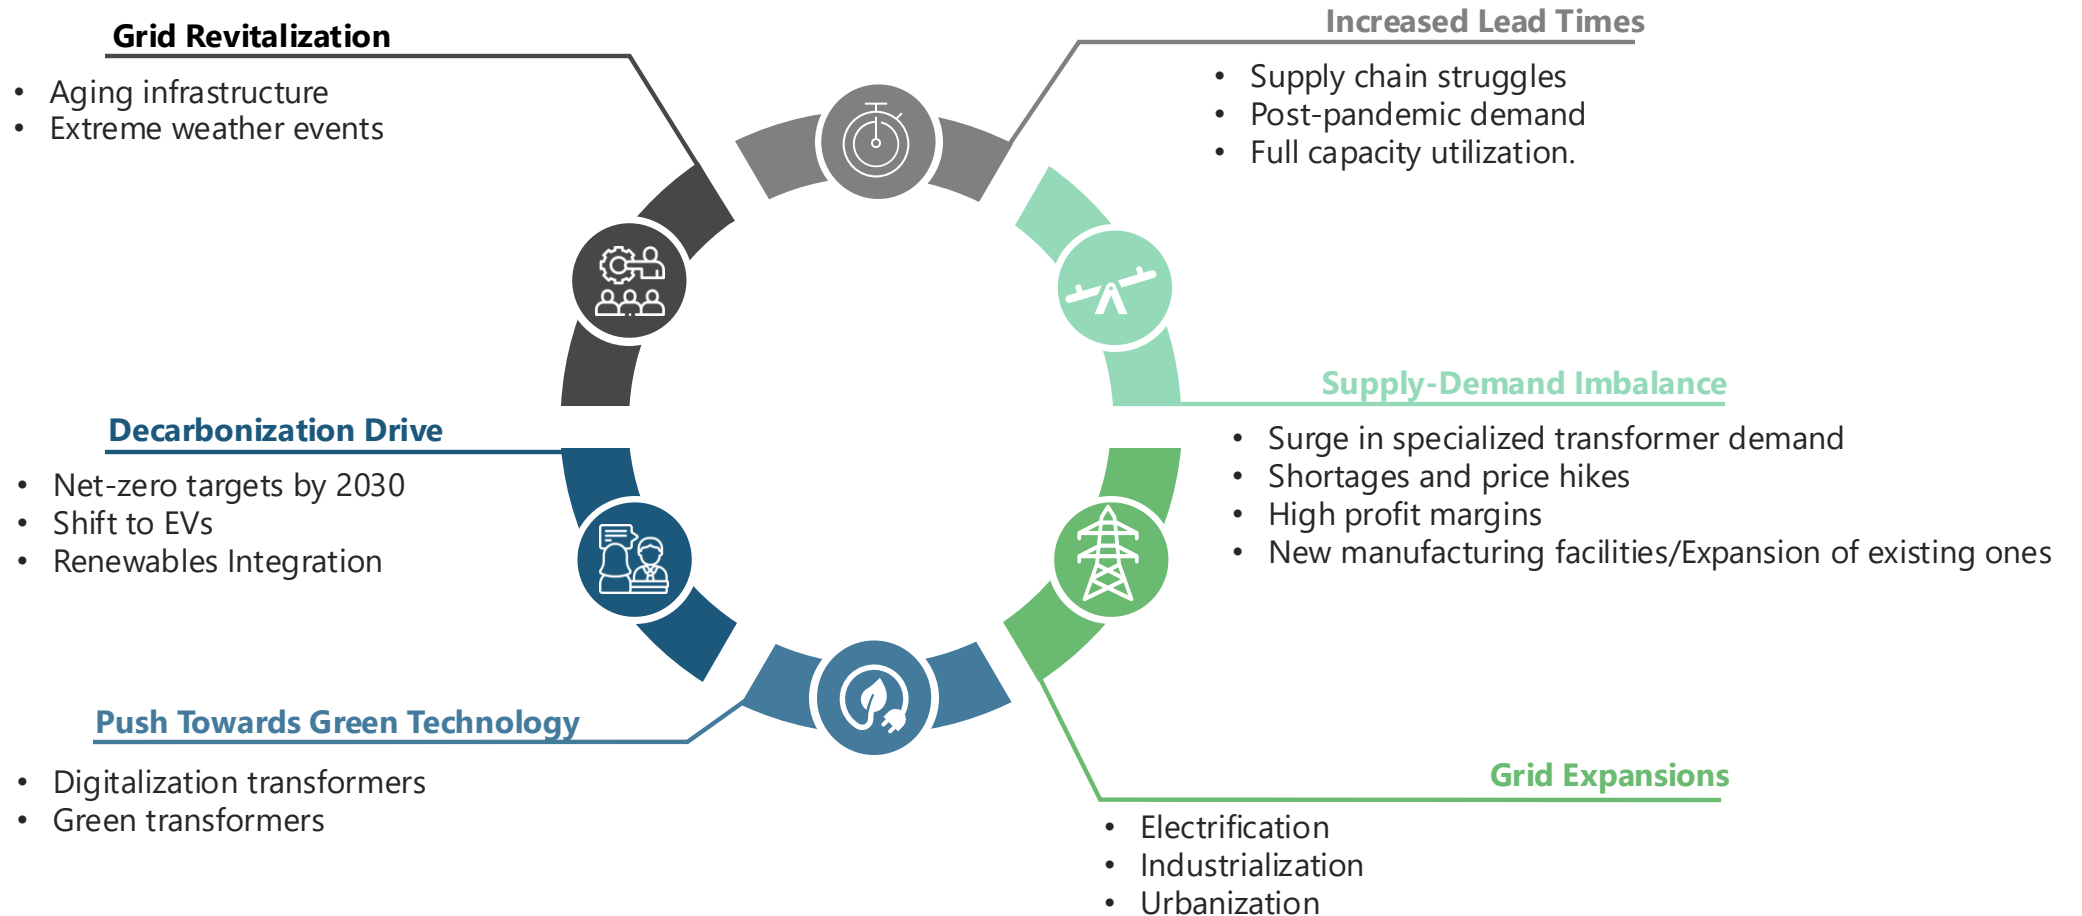 Grid Revitalization
• Aging infrastructure
• Extreme weather events
Increased Lead Times
• Supply chain struggles
• Post-pandemic demand
• Full capacity utilization.
Decarbonization Drive
• Net-zero targets by 2030
• Shift to EVs
• Renewables Integration
Supply-Demand Imbalance
• Surge in specialized transformer demand
• Shortages and price hikes
• High profit margins
• New manufacturing facilities/Expansion of existing ones
Push Towards Green Technology
• Digitalization transformers
• Green transformers
Grid Expansions
• Electrification
• Industrialization
• Urbanization